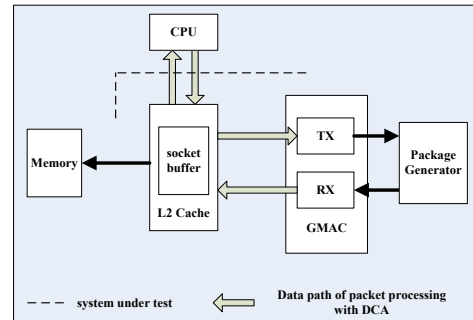 CPU
Memory
socket
buffer
L2 Cache
TX
RX
GMAC
Package
Generator
system under test
Data path of packet processing
with DCA